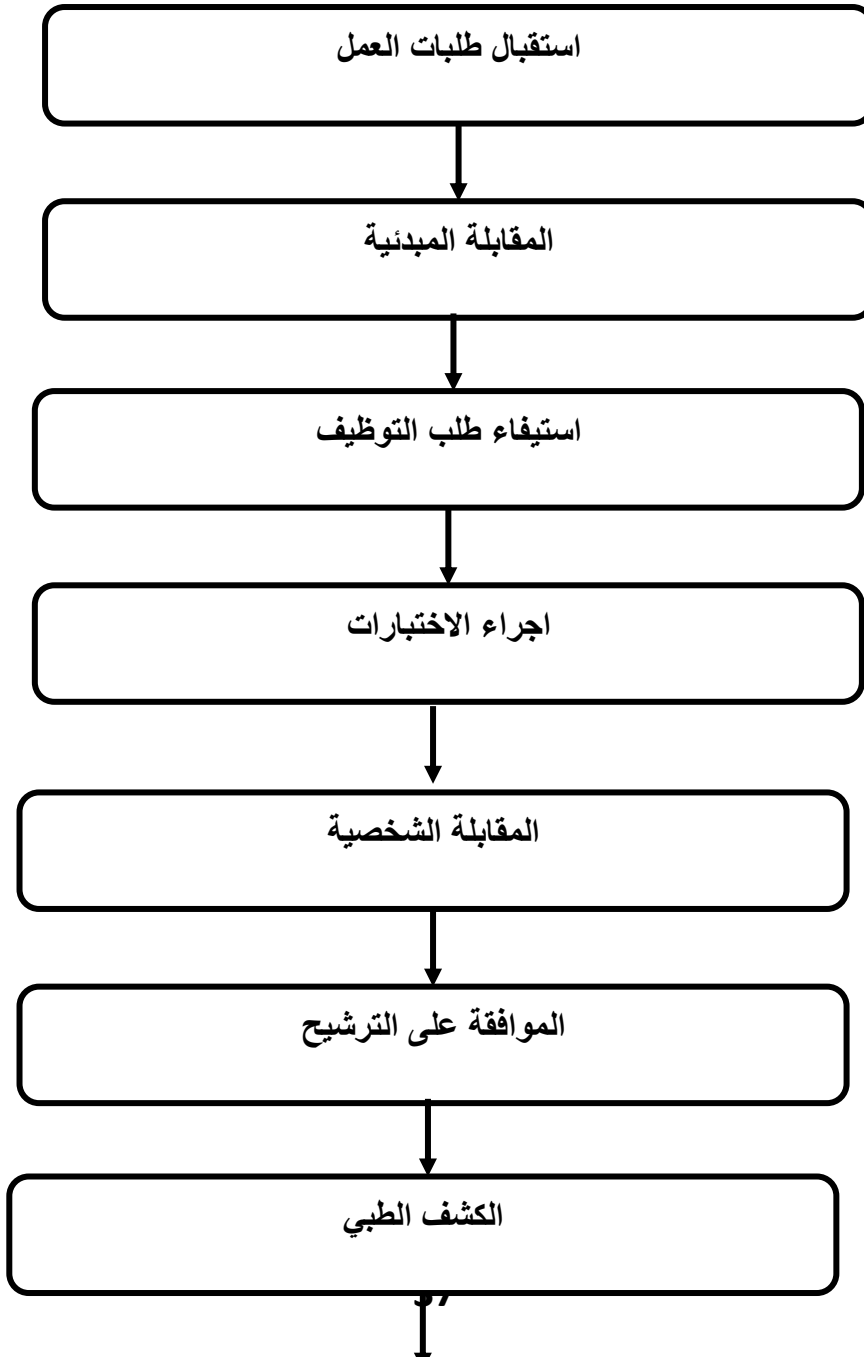 استقبال طلبات العمل
المقابلة المبدئية
استيفاء طلب التوظيف
اجراء الاختبارات
المقابلة الشخصية
الموافقة على الترشيح
الكشف الطبي